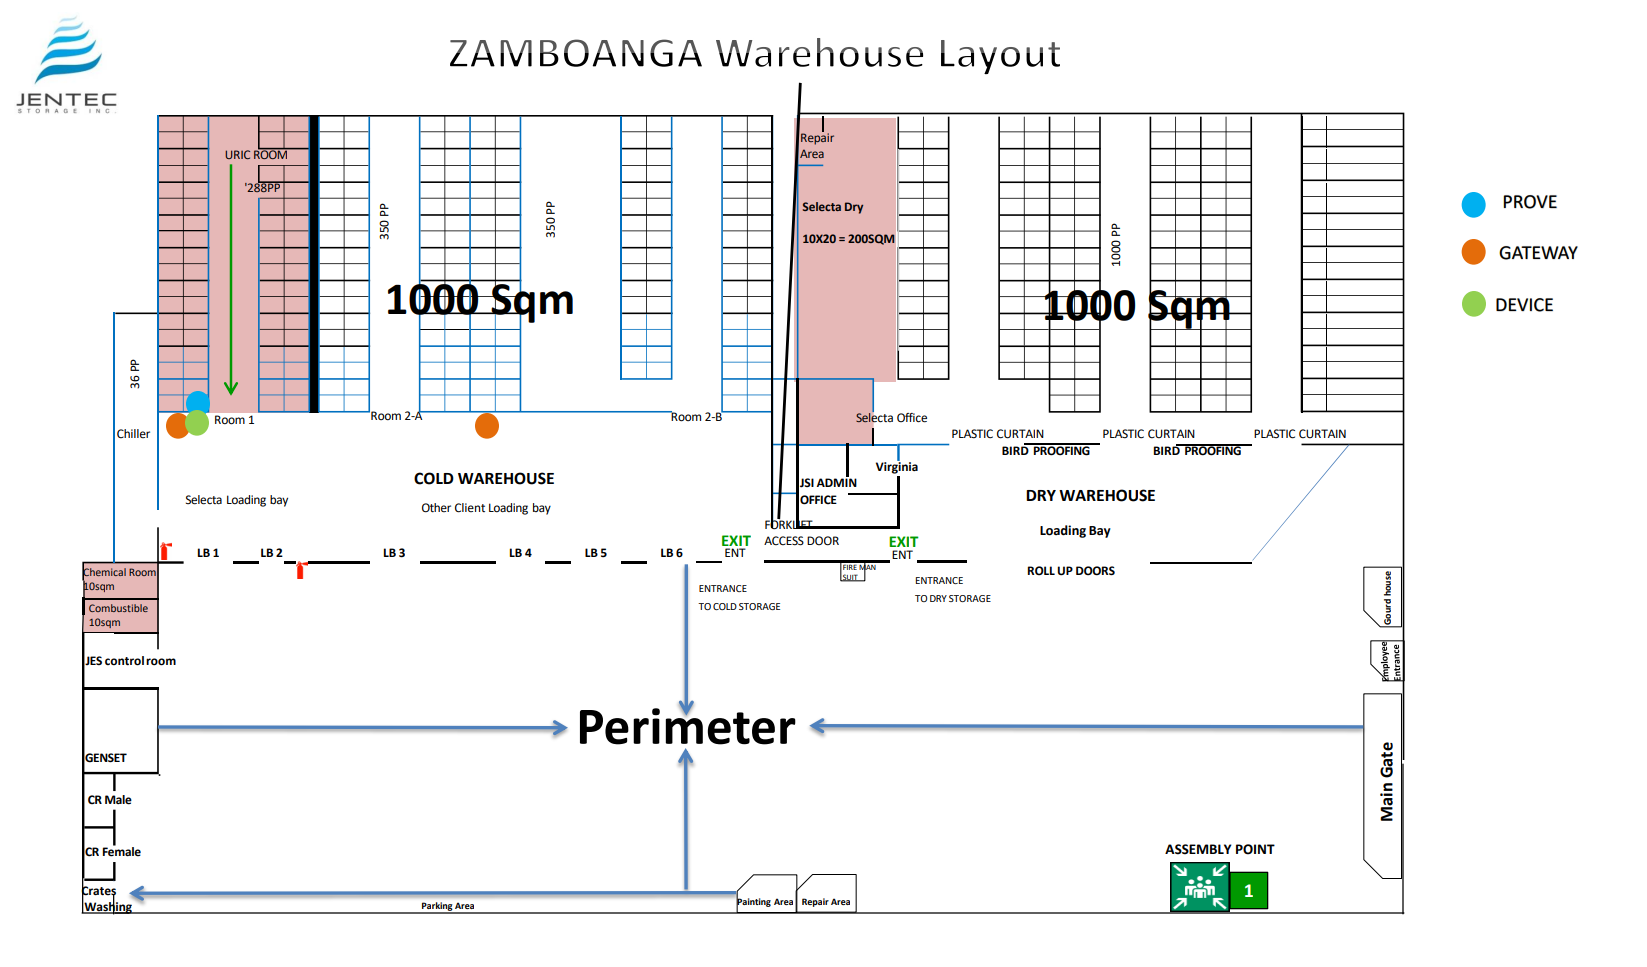 ZAMBOANGA Warehouse Layout
JENTEC
STORAGE INC.
URIC ROOM
'288PP
350 PP
350 PP
1000 Sqm
36 PP
Chiller
Room 1
Room 2-A
Room 2-B
Repair
Area
Selecta Dry
10X20 = 200SQM
1000 PP
1000 Sqm
PROVE
GATEWAY
DEVICE
Selecta Office
PLASTIC CURTAIN
PLASTIC CURTAIN
PLASTIC CURTAIN
BIRD PROOFING
BIRD PROOFING
COLD WAREHOUSE
Selecta Loading bay
Other Client Loading bay
Virginia
JSI ADMIN
OFFICE
DRY WAREHOUSE
Loading Bay
FORKLIFT
ACCESS DOOR
LB 1
LB 2
LB 3
LB 4
LB 5
LB 6
EXIT
ENT
EXIT
ENT
FIRE MAN
SUIT
ROLL UP DOORS
ENTRANCE
TO COLD STORAGE
ENTRANCE
TO DRY STORAGE
Chemical Room
10sqm
Combustible
10sqm
JES control room
GENSET
CR Male
CR Female
Crates
Washing
Perimeter
Gourd house
Employee
Entrance
Main Gate
ASSEMBLY POINT
1
Parking Area
Painting Area
Repair Area